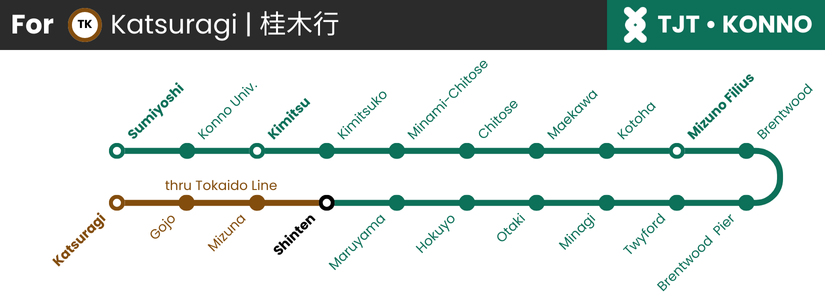 For TK Katsuragi | 桂木行
TJT • KONNO
Sumiyoshi
Konno Univ.
Kimitsu
Kimitsuko
Minami-Chitose
Chitose
Maekawa
Kotoha
Mizuno Filius
Brentwood
thru Tokaido Line
Katsuragi
Gojo
Mizuna
Shinten
Maruyama
Hokuyo
Otaki
Minagi
Twyford
Brentwood Pier